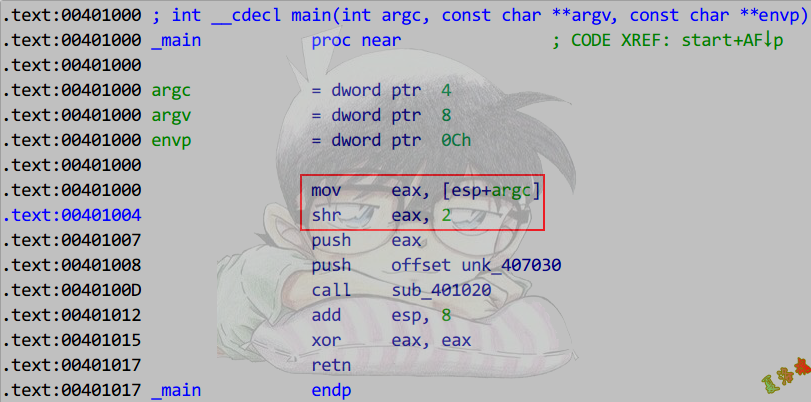 .text:00401000 ; int __cdecl main(int argc, const char **argv, const char **envp)
.text:00401000 _main proc near ; CODE XREF: start+AF↓p
.text:00401000
.text:00401000 argc = dword ptr 4
.text:00401000 argv = dword ptr 8
.text:00401000 envp = dword ptr 0Ch
.text:00401000
.text:00401000 mov eax, [esp+argc]
.text:00401004 shr eax, 2
.text:00401007 push eax
.text:00401008 push offset unk_407030
.text:0040100D call sub_401020
.text:00401012 add esp, 8
.text:00401015 xor eax, eax
.text:00401017 retn
.text:00401017 _main endp